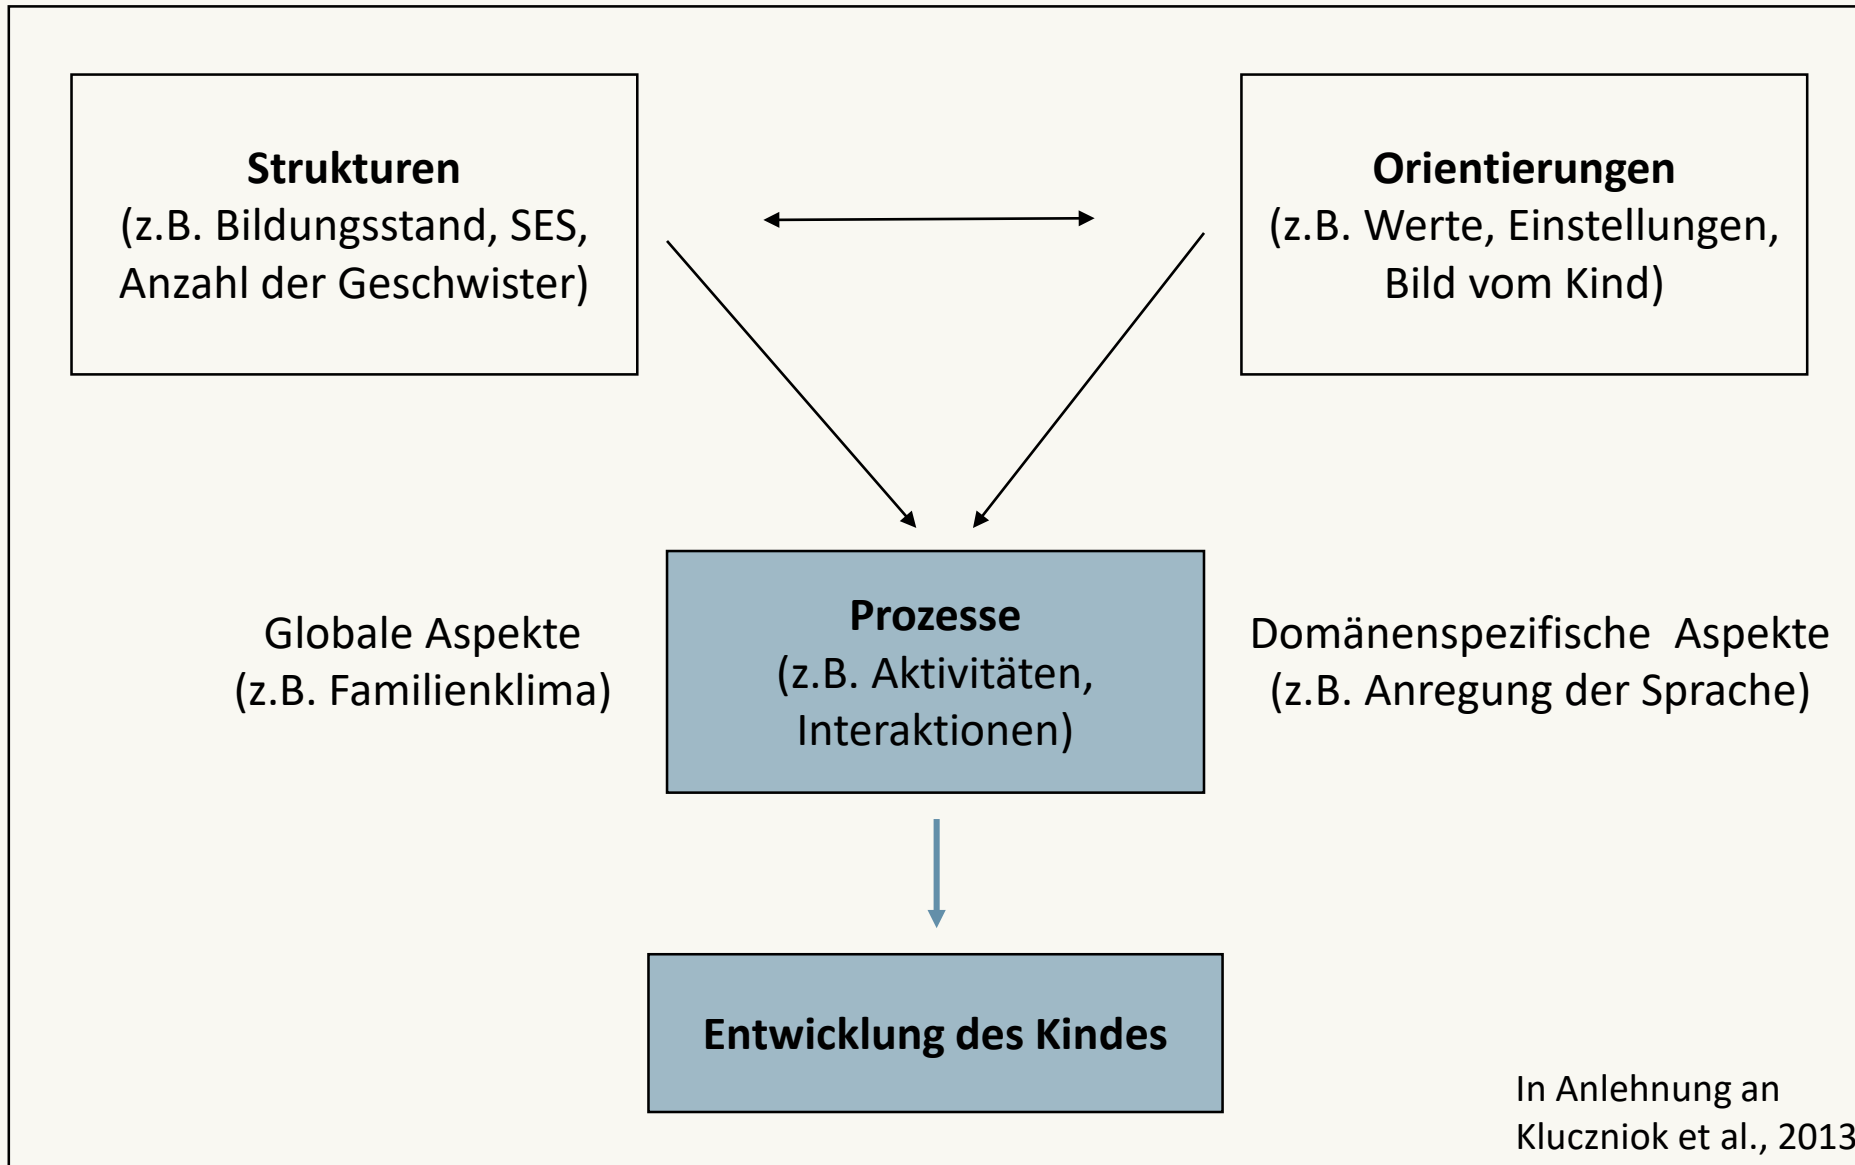 Strukturen
(z.B. Bildungsstand, SES,
Anzahl der Geschwister)
Orientierungen
(z.B. Werte, Einstellungen,
Bild vom Kind)
Globale Aspekte
(z.B. Familienklima)
Prozesse
(z.B. Aktivitäten,
Interaktionen)
Domänenspezifische Aspekte
(z.B. Anregung der Sprache)
Entwicklung des Kindes
In Anlehnung an
Kluczniok et al., 2013